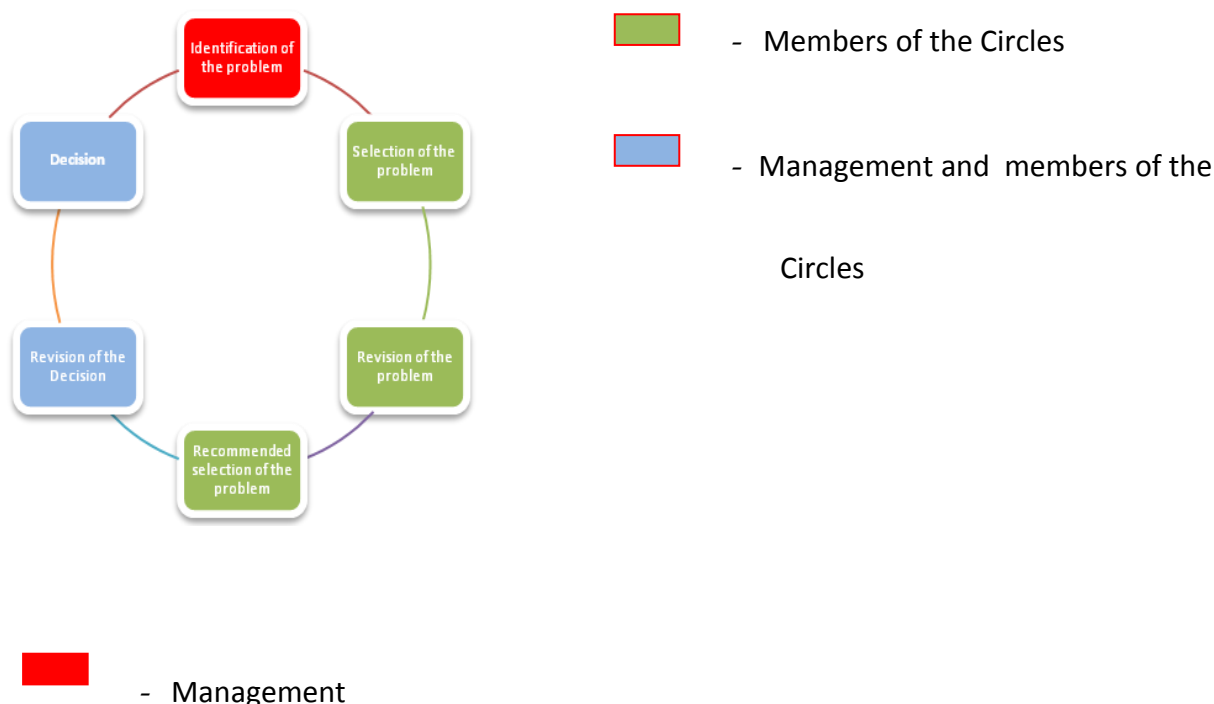 Identification of
the problem
Selection of the
problem
Revision of the
problem
Recommended
selection of the
problem
Revision of the
Decision
Decision
- Members of the Circles
- Management and members of the
Circles
- Management